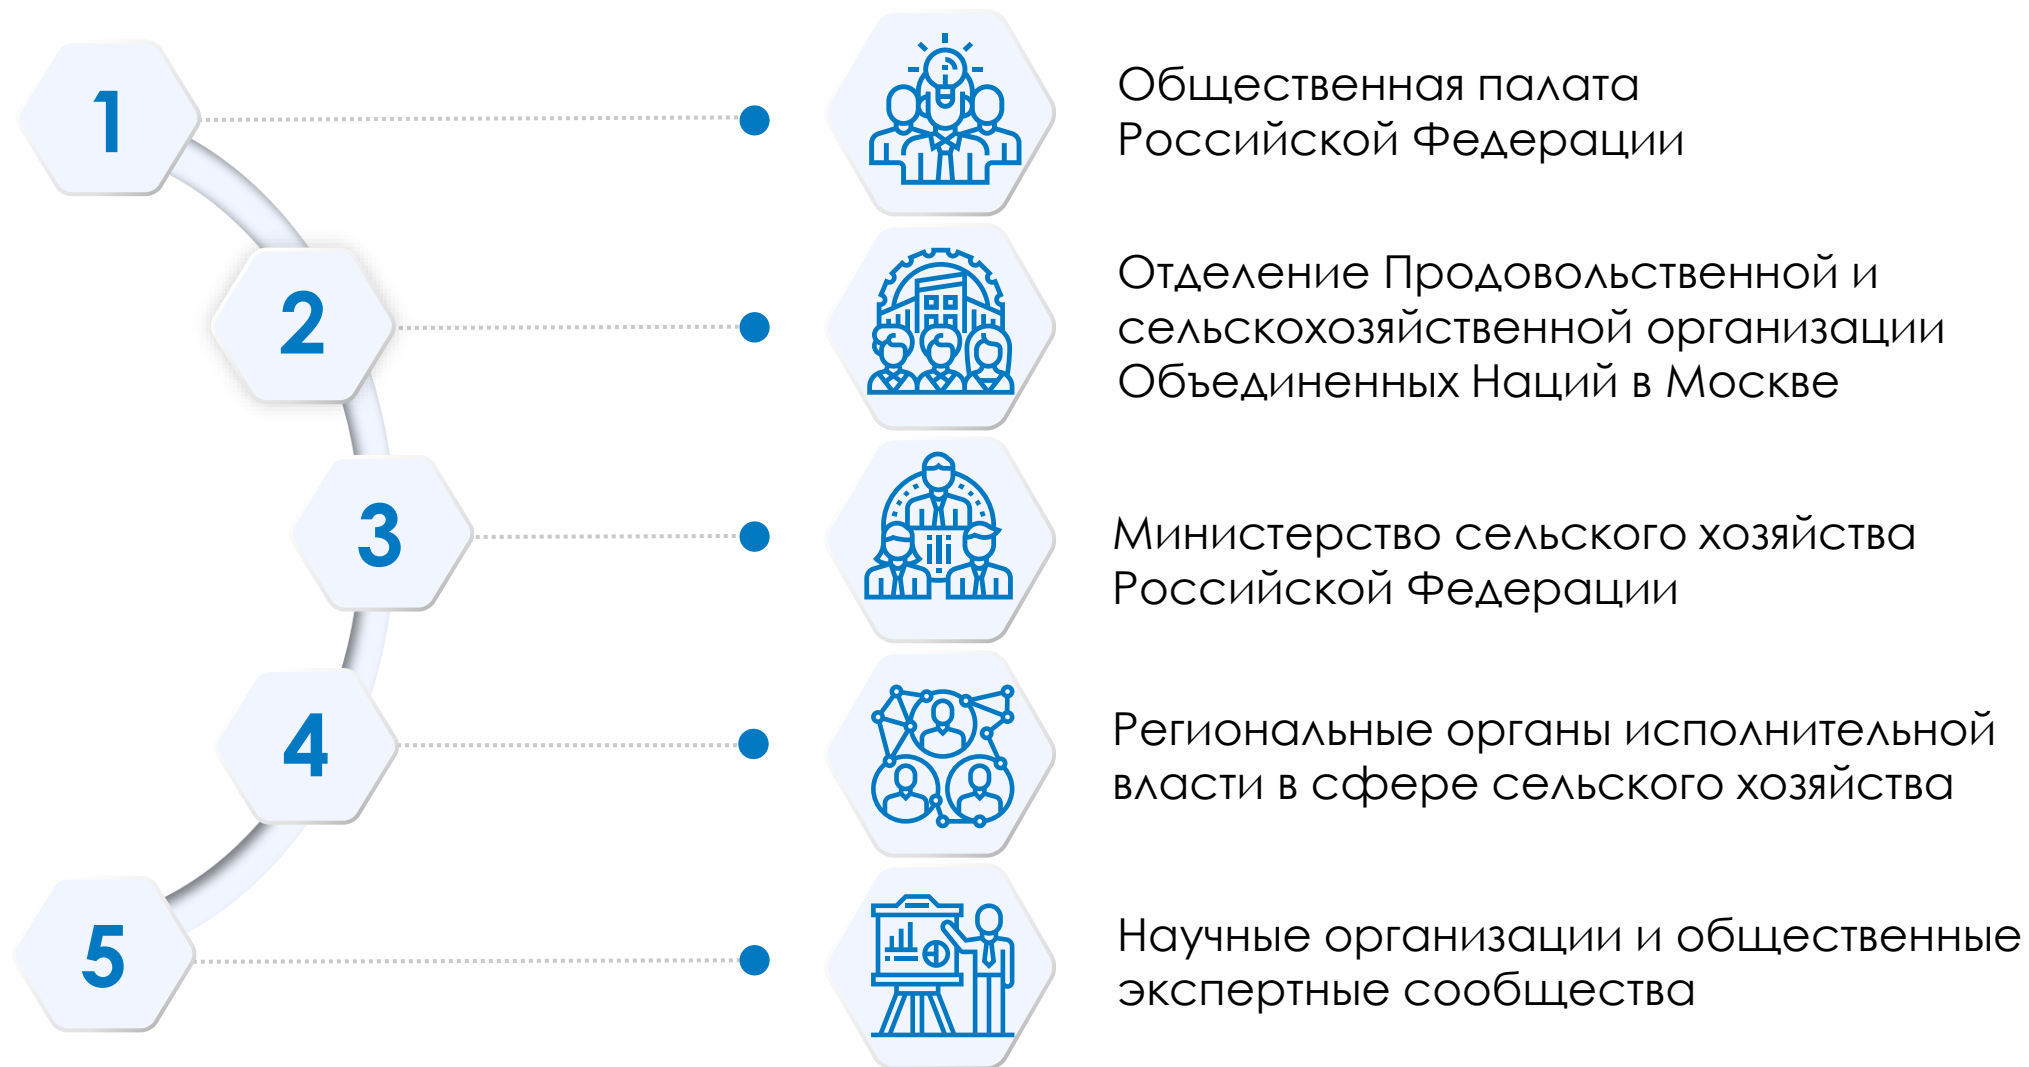 1
Общественная палата
Российской Федерации
2
Отделение Продовольственной и
сельскохозяйственной организации
Объединенных Наций в Москве
3
Министерство сельского хозяйства
Российской Федерации
4
Региональные органы исполнительной
власти в сфере сельского хозяйства
5
Научные организации и общественные
экспертные сообщества